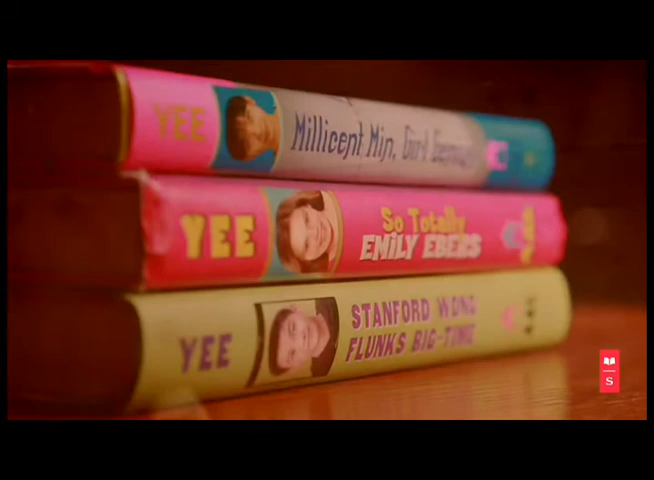 YEE
Millicent Min, Girl Genius
YEE
So Totally
EMILY EBERS
YEE
STANFORD WONG
FLUNKS BIG-TIME
S